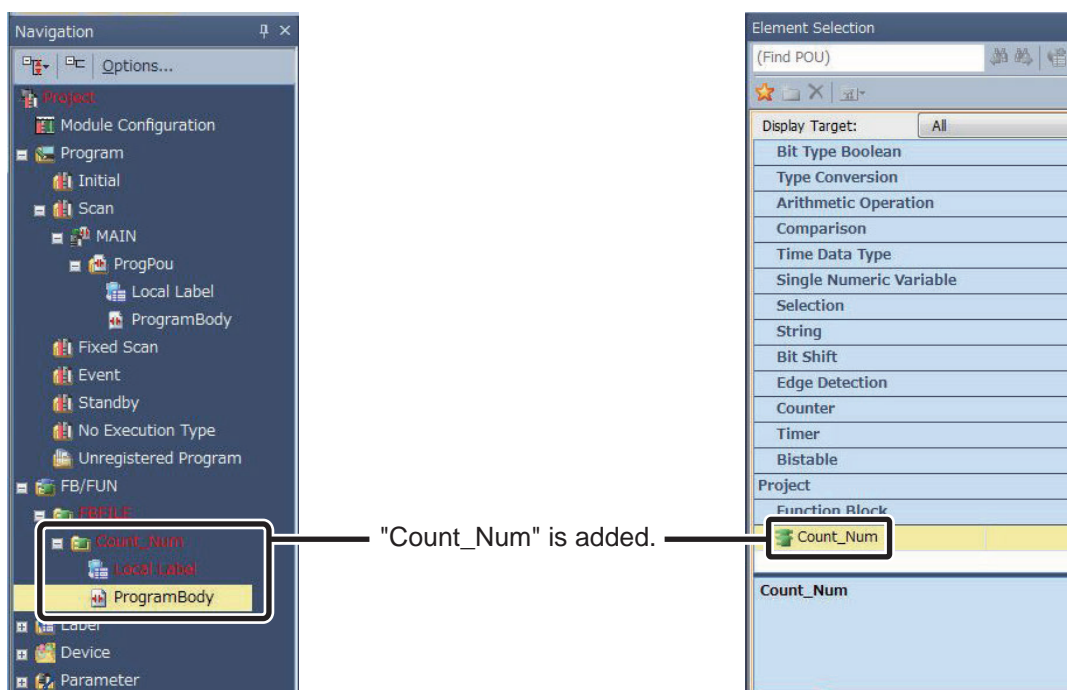 Navigation
Options...
Project
Module Configuration
Program
Initial
Scan
MAIN
ProgPou
Local Label
ProgramBody
Fixed Scan
Event
Standby
No Execution Type
Unregistered Program
FB/FUN
FBFILE
Count_Num
Local Label
ProgramBody
Label
Device
Parameter
"Count_Num" is added.
Element Selection
(Find POU)
Display Target: All
Bit Type Boolean
Type Conversion
Arithmetic Operation
Comparison
Time Data Type
Single Numeric Variable
Selection
String
Bit Shift
Edge Detection
Counter
Timer
Bistable
Project
Function Block
Count_Num
Count_Num